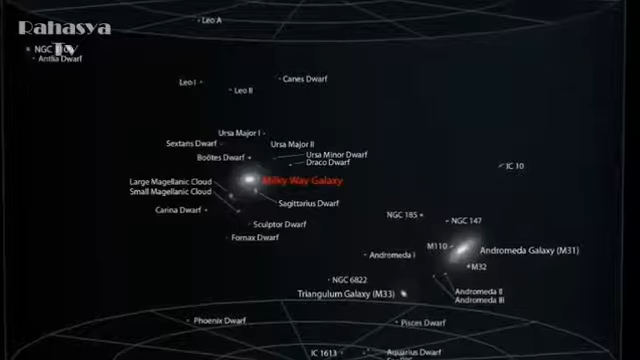 Rahasya
TV
Leo A
NGC
Antlia Dwarf
Canes Dwarf
Leo I
Leo II
Ursa Major I
Sextans Dwarf
Ursa Major II
Ursa Minor Dwarf
Boötes Dwarf
Draco Dwarf
IC 10
Milky Way Galaxy
Large Magellanic Cloud
Small Magellanic Cloud
Sagittarius Dwarf
Carina Dwarf
NGC 185
NGC 147
Sculptor Dwarf
Fornax Dwarf
M110
Andromeda Galaxy (M31)
Andromeda I
M32
NGC 6822
Triangulum Galaxy (M33)
Andromeda II
Andromeda III
Phoenix Dwarf
Pisces Dwarf
IC 1613
Aquarius Dwarf